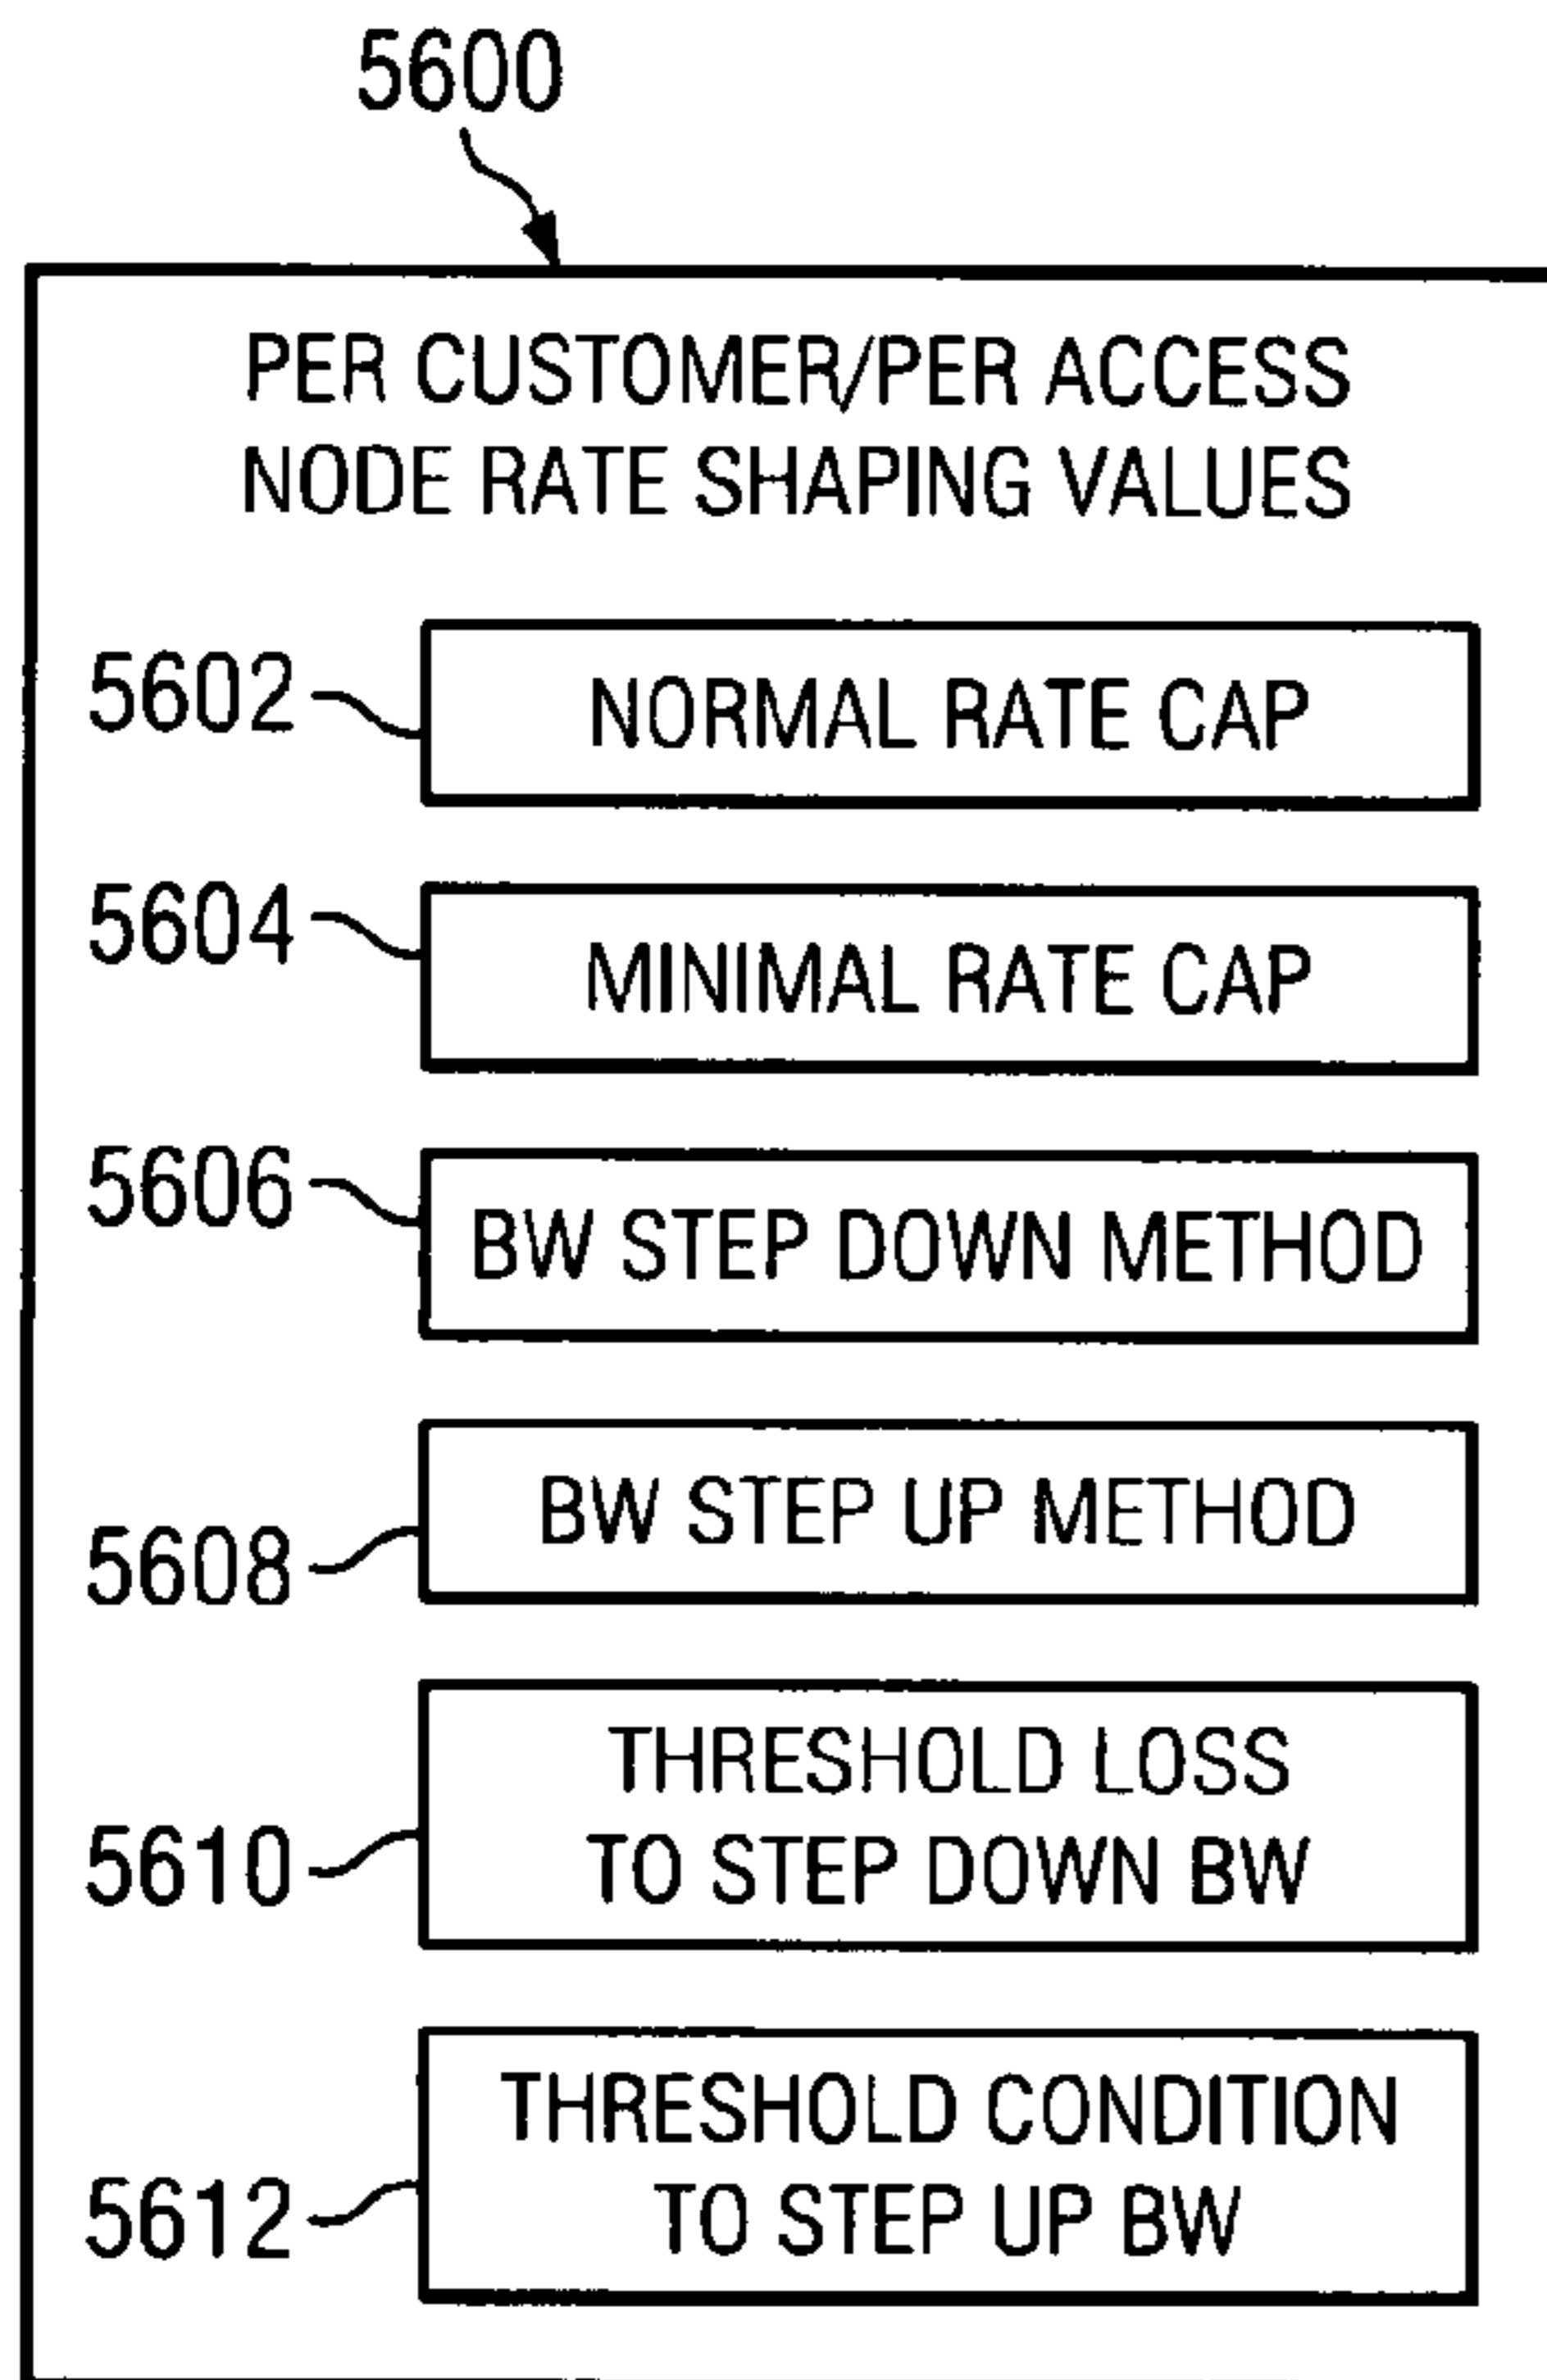 5600
PER CUSTOMER/PER ACCESS
NODE RATE SHAPING VALUES
5602
NORMAL RATE CAP
5604
MINIMAL RATE CAP
5606
BW STEP DOWN METHOD
5608
BW STEP UP METHOD
5610
THRESHOLD LOSS
TO STEP DOWN BW
5612
THRESHOLD CONDITION
TO STEP UP BW